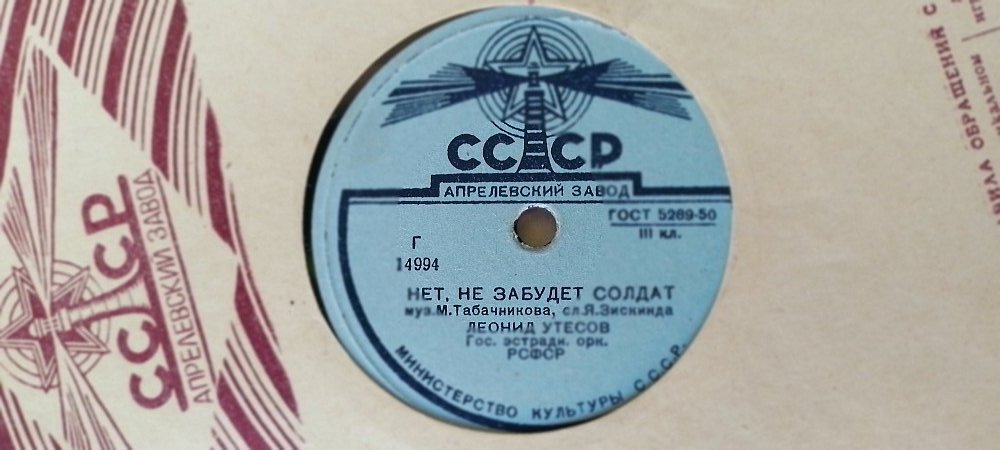 СССР
АПРЕЛЕВСКИЙ ЗАВОД
ГОСТ 5289-50
III кл.
Г
14994
НЕТ, НЕ ЗАБУДЕТ СОЛДАТ
муз.М.Табачникова, сл.Я.Зискинда
ЛЕОНИД УТЕСОВ
Гос. эстрадн. орк.
РСФСР
МИНИСТЕРСТВО КУЛЬТУРЫ С.С.С.Р.
СССР
АПРЕЛЕВСКИЙ ЗАВОД
ОБРАЩЕНИЯ С